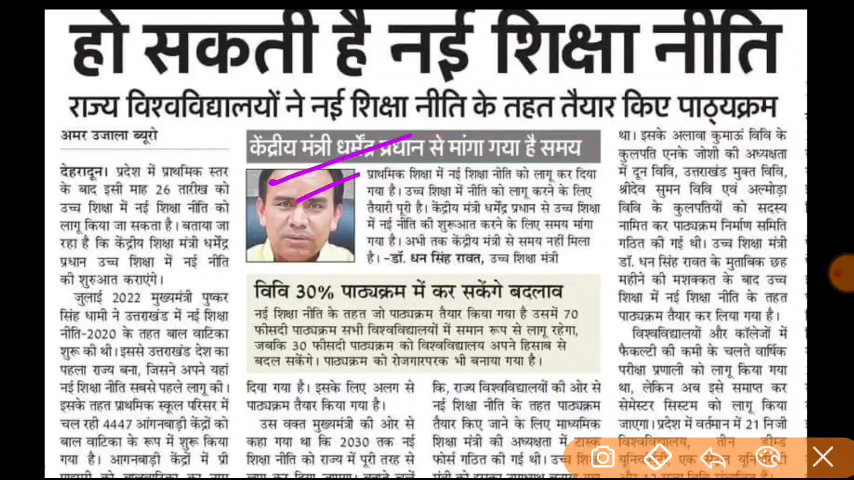 हो सकती है नई शिक्षा नीति
राज्य विश्वविद्यालयों ने नई शिक्षा नीति के तहत तैयार किए पाठ्यक्रम
अमर उजाला ब्यूरो
देहरादून। प्रदेश में प्राथमिक स्तर
के बाद इसी माह 26 तारीख को
उच्च शिक्षा में नई शिक्षा नीति को
लागू किया जा सकता है। बताया जा
रहा है कि केंद्रीय शिक्षा मंत्री धर्मेंद्र
प्रधान उच्च शिक्षा में नई नीति
की शुरुआत कराएंगे।
जुलाई 2022 मुख्यमंत्री पुष्कर
सिंह धामी ने उत्तराखंड में नई शिक्षा
नीति-2020 के तहत बाल वाटिका
शुरू की थी। इससे उत्तराखंड देश का
पहला राज्य बना, जिसने अपने यहां
नई शिक्षा नीति सबसे पहले लागू की।
इसके तहत प्राथमिक स्कूल परिसर में
चल रही 4447 आंगनबाड़ी केंद्रों को
बाल वाटिका के रूप में शुरू किया
गया है। आगनबाड़ी केंद्रों में प्री
केंद्रीय मंत्री धर्मेंद्र प्रधान से मांगा गया है समय
प्राथमिक शिक्षा में नई शिक्षा नीति को लागू कर दिया
गया है। उच्च शिक्षा में नीति को लागू करने के लिए
तैयारी पूरी है। केंद्रीय मंत्री धर्मेंद्र प्रधान से उच्च शिक्षा
में नई नीति की शुरूआत करने के लिए समय मांगा
गया है। अभी तक केंद्रीय मंत्री से समय नहीं मिला
है। -डॉ. धन सिंह रावत, उच्च शिक्षा मंत्री
विवि 30% पाठ्यक्रम में कर सकेंगे बदलाव
नई शिक्षा नीति के तहत जो पाठ्यक्रम तैयार किया गया है उसमें 70
फीसदी पाठ्यक्रम सभी विश्वविद्यालयों में समान रूप से लागू रहेगा,
जबकि 30 फीसदी पाठ्यक्रम को विश्वविद्यालय अपने हिसाब से
बदल सकेंगे। पाठ्यक्रम को रोजगारपरक भी बनाया गया है।
दिया गया है। इसके लिए अलग से
पाठ्यक्रम तैयार किया गया है।
उस वक्त मुख्यमंत्री की ओर से
कहा गया था कि 2030 तक नई
शिक्षा नीति को राज्य में पूरी तरह से
कि, राज्य विश्वविद्यालयों की ओर से
नई शिक्षा नीति के तहत पाठ्यक्रम
तैयार किए जाने के लिए माध्यमिक
शिक्षा मंत्री की अध्यक्षता में टास्क
फोर्स गठित की गई थी। उच्च शिक्षा
था। इसके अलावा कुमाऊं विवि के
कुलपति एनके जोशी की अध्यक्षता
में दून विवि, उत्तराखंड मुक्त विवि,
श्रीदेव सुमन विवि एवं अल्मोड़ा
विवि के कुलपतियों को सदस्य
नामित कर पाठ्यक्रम निर्माण समिति
गठित की गई थी। उच्च शिक्षा मंत्री
डॉ. धन सिंह रावत के मुताबिक छह
महीने की मशक्कत के बाद उच्च
शिक्षा में नई शिक्षा नीति के तहत
पाठ्यक्रम तैयार कर लिया गया है।
विश्वविद्यालयों और कॉलेजों में
फैकल्टी की कमी के चलते वार्षिक
परीक्षा प्रणाली को लागू किया गया
था, लेकिन अब इसे समाप्त कर
सेमेस्टर सिस्टम को लागू किया
जाएगा। प्रदेश में वर्तमान में 21 निजी
विश्वविद्यालय, तीन डीम्ड